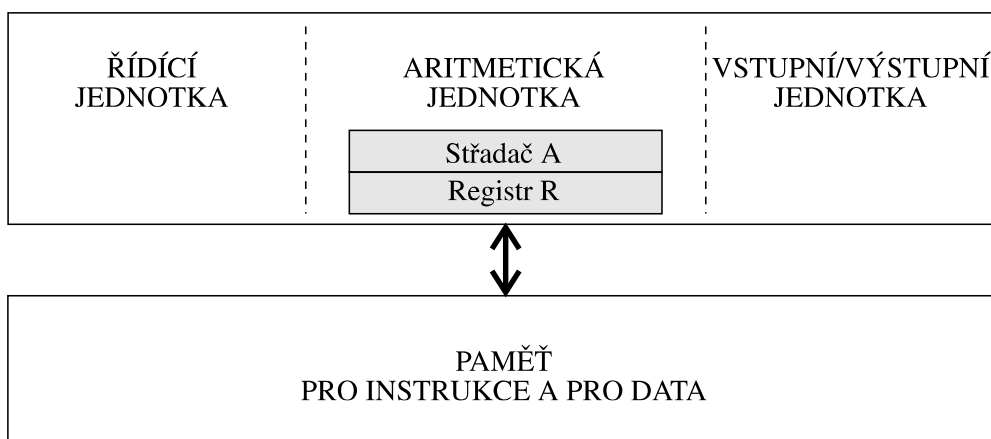 ŘÍDÍCÍ
JEDNOTKA
ARITMETICKÁ
JEDNOTKA
Střadač A
Registr R
VSTUPNÍ/VÝSTUPNÍ
JEDNOTKA
PAMĚŤ
PRO INSTRUKCE A PRO DATA